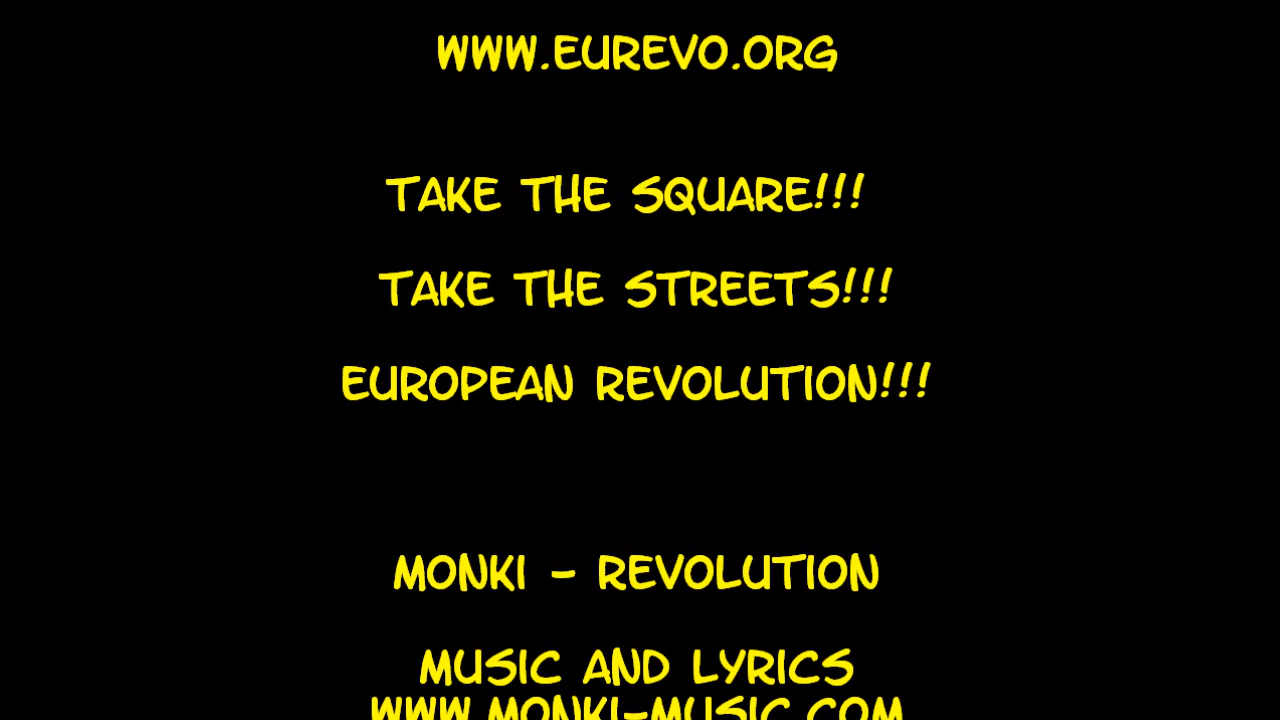 WWW.EUREVO.ORG
TAKE THE SQUARE!!!
TAKE THE STREETS!!!
EUROPEAN REVOLUTION!!!
MONKI - REVOLUTION
MUSIC AND LYRICS
WWW.MONKI-MUSIC.COM